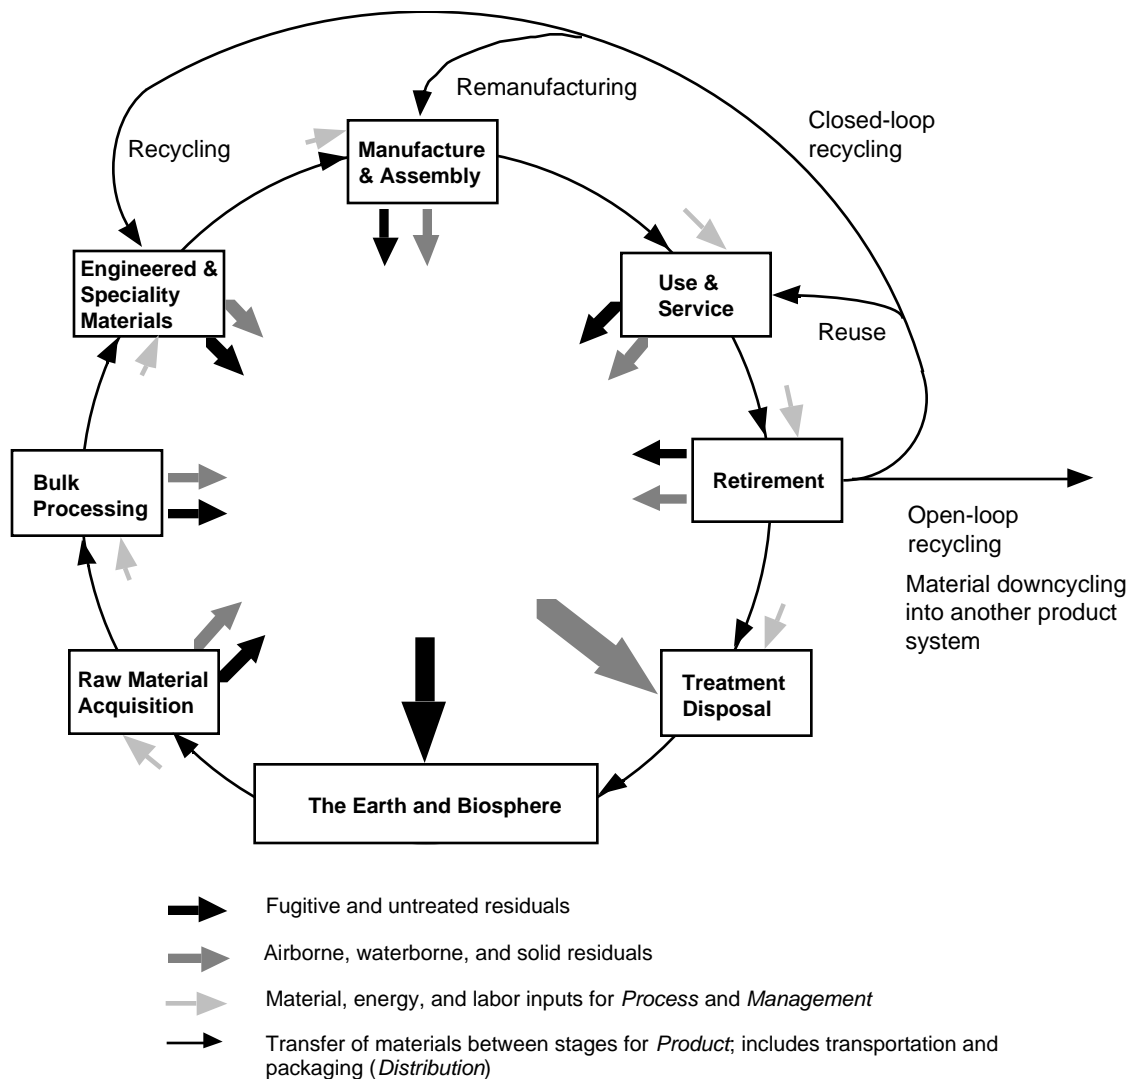 Remanufacturing
Recycling
Closed-loop
recycling
Manufacture
& Assembly
Engineered &
Speciality
Materials
Use &
Service
Reuse
Bulk
Processing
Retirement
Open-loop
recycling
Material downcycling
into another product
system
Raw Material
Acquisition
Treatment
Disposal
The Earth and Biosphere
Fugitive and untreated residuals
Airborne, waterborne, and solid residuals
Material, energy, and labor inputs for Process and Management
Transfer of materials between stages for Product; includes transportation and
packaging (Distribution)